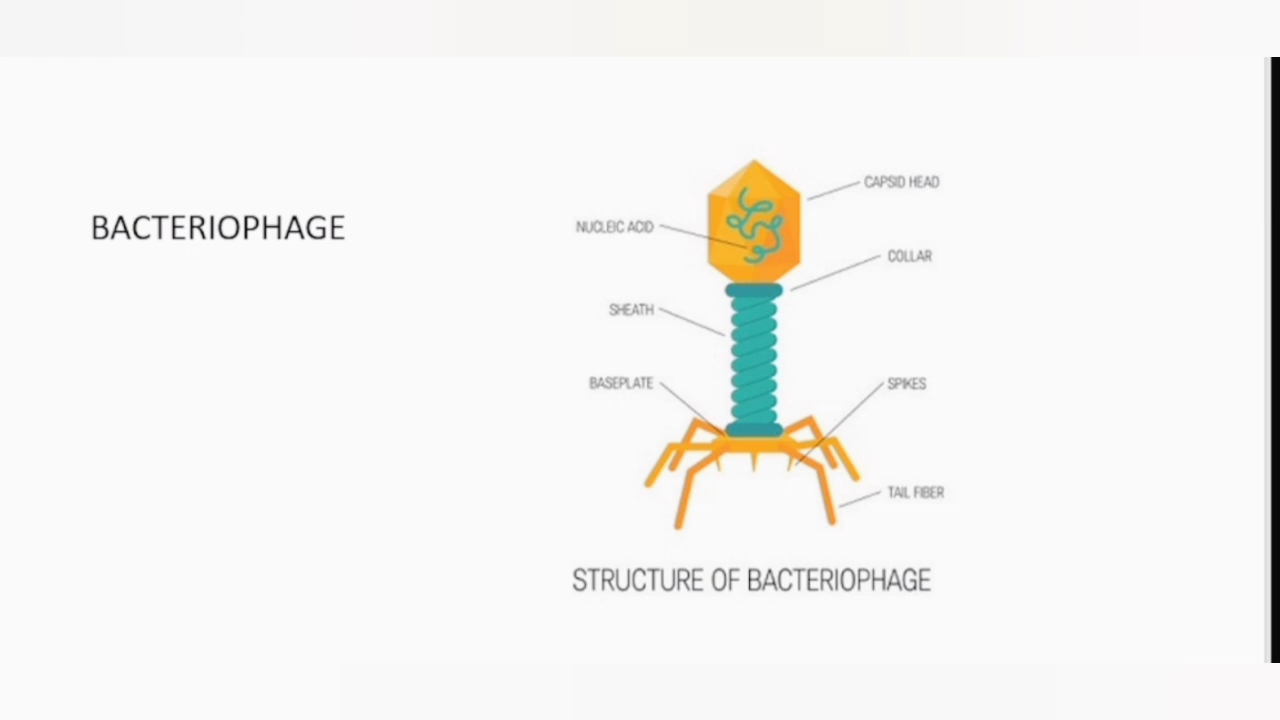 BACTERIOPHAGE
CAPSID HEAD
NUCLEIC ACID
COLLAR
SHEATH
BASEPLATE
SPIKES
TAIL FIBER
STRUCTURE OF BACTERIOPHAGE